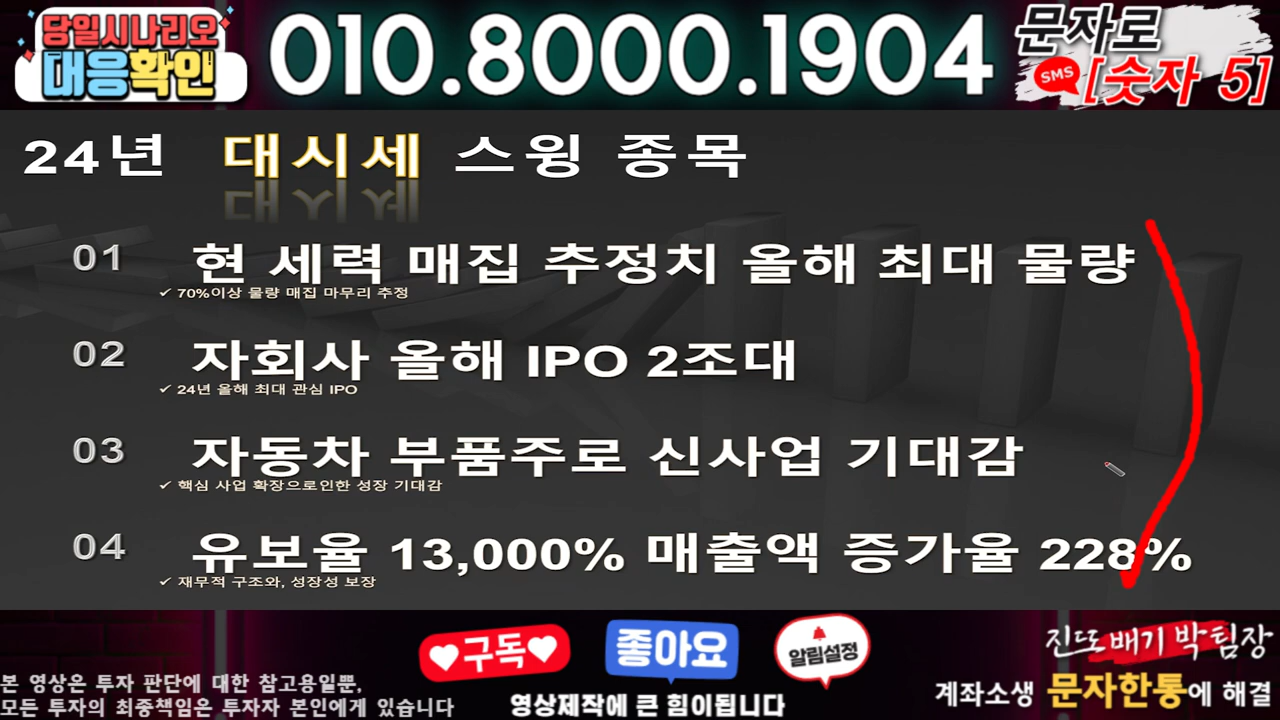 당일시나리오
대응확인
010.8000.1904
문자로
SMS [숫자 5]
24년 대시세 스윙 종목
01 현 세력 매집 추정치 올해 최대 물량
✓ 70%이상 물량 매집 마무리 추정
02 자회사 올해 IPO 2조대
✓ 24년 올해 최대 관심 IPO
03 자동차 부품주로 신사업 기대감
✓ 핵심 사업 확장으로인한 성장 기대감
04 유보율 13,000% 매출액 증가율 228%
✓ 재무적 구조와, 성장성 보장
구독
좋아요
알림설정
진또배기 박팀장
본 영상은 투자 판단에 대한 참고용일뿐,
모든 투자의 최종책임은 투자자 본인에게 있습니다
영상제작에 큰 힘이됩니다
계좌소생 문자한통에 해결